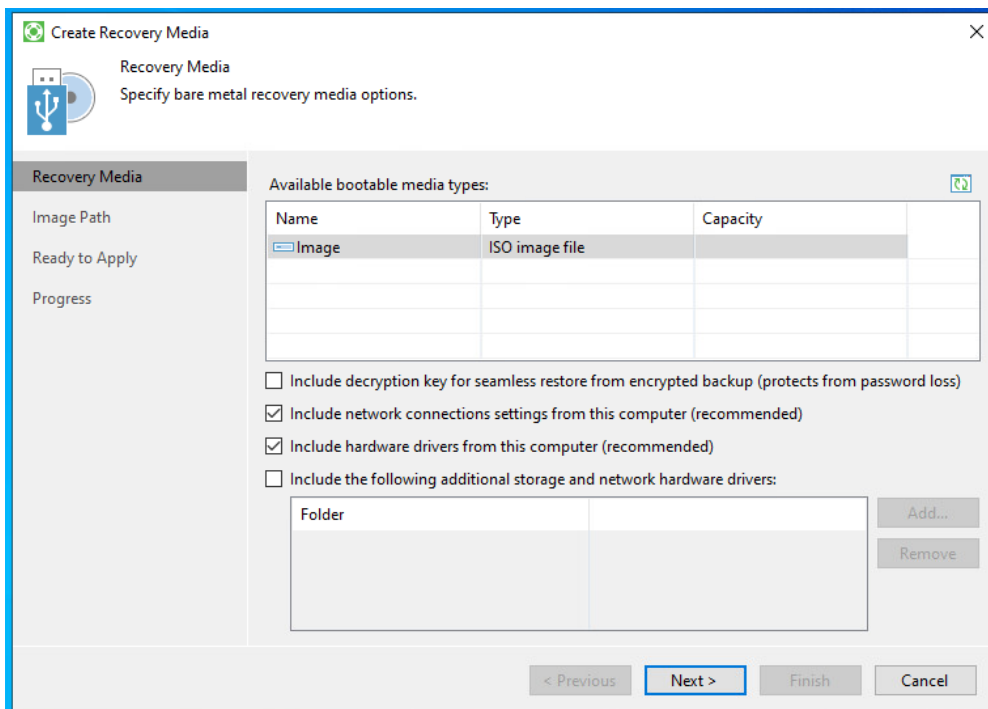 Create Recovery Media
Recovery Media
Specify bare metal recovery media options.
Recovery Media
Image Path
Ready to Apply
Progress
Available bootable media types:
Name Type Capacity
Image ISO image file
Include decryption key for seamless restore from encrypted backup (protects from password loss)
Include network connections settings from this computer (recommended)
Include hardware drivers from this computer (recommended)
Include the following additional storage and network hardware drivers:
Folder
Add...
Remove
< Previous Next > Finish Cancel